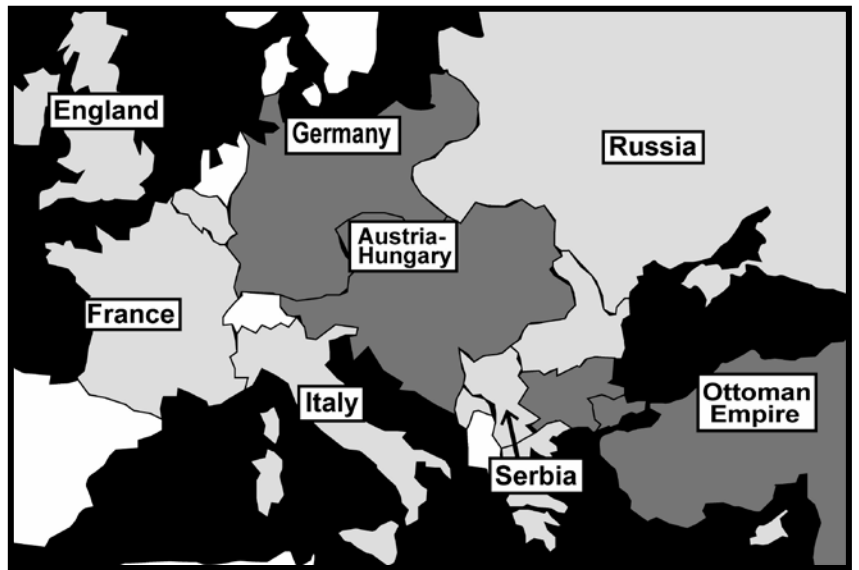 England
Germany
Russia
Austria-
Hungary
France
Italy
Ottoman
Empire
Serbia